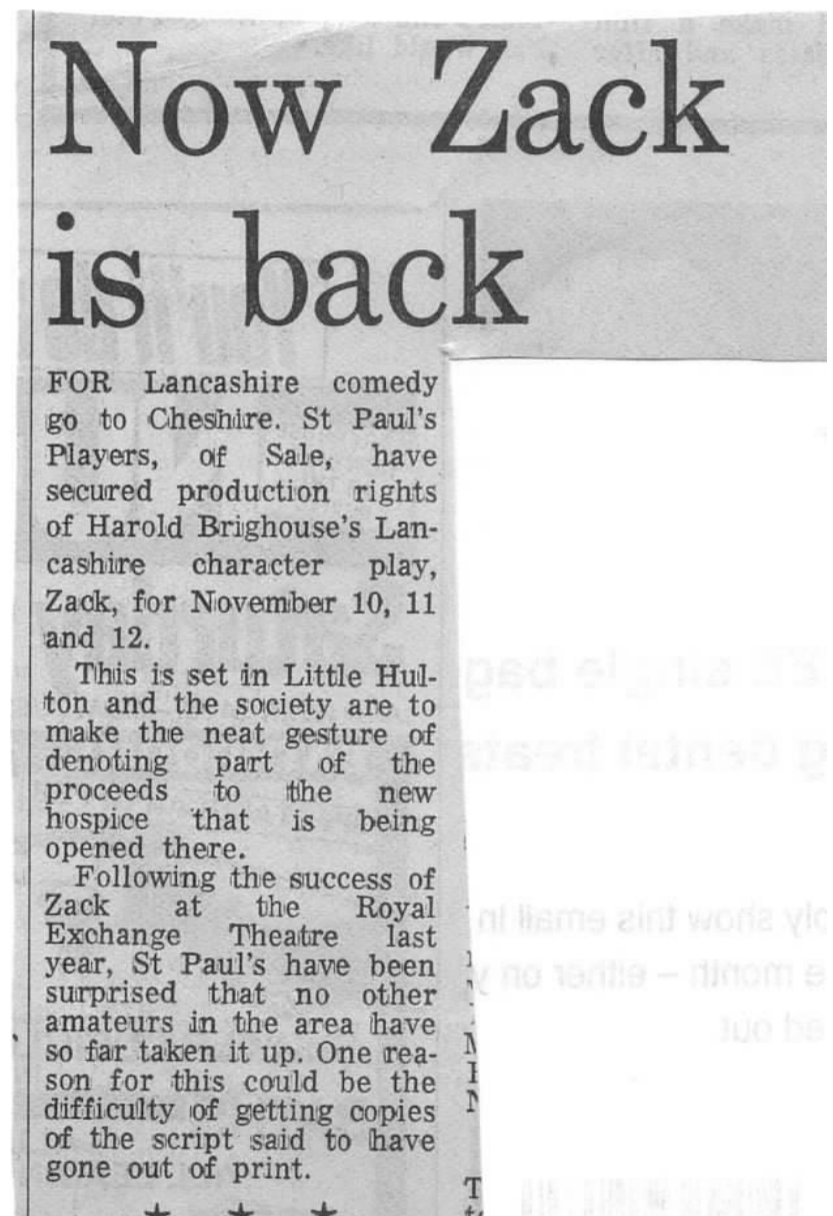 Now Zack
is back
FOR Lancashire comedy
go to Cheshire. St Paul's
Players, of Sale, have
secured production rights
of Harold Brighouse's Lan-
cashire character play,
Zack, for November 10, 11
and 12.
This is set in Little Hul-
ton and the society are to
make the neat gesture of
denoting part of the
proceeds to the new
hospice that is being
opened there.
Following the success of
Zack at the Royal
Exchange Theatre last
year, St Paul's have been
surprised that no other
amateurs in the area have
so far taken it up. One rea-
son for this could be the
difficulty of getting copies
of the script said to have
gone out of print.